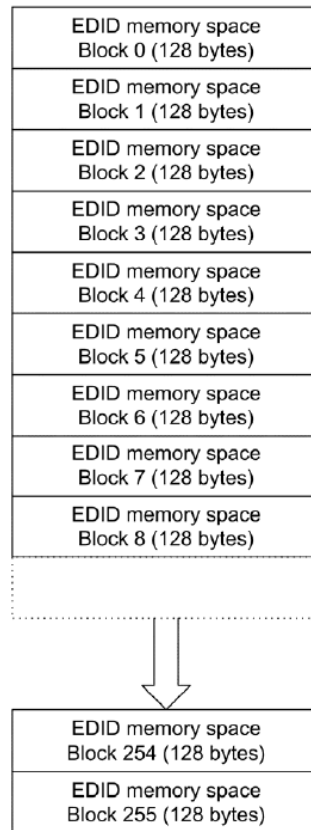 EDID memory space
Block 0 (128 bytes)
EDID memory space
Block 1 (128 bytes)
EDID memory space
Block 2 (128 bytes)
EDID memory space
Block 3 (128 bytes)
EDID memory space
Block 4 (128 bytes)
EDID memory space
Block 5 (128 bytes)
EDID memory space
Block 6 (128 bytes)
EDID memory space
Block 7 (128 bytes)
EDID memory space
Block 8 (128 bytes)
EDID memory space
Block 254 (128 bytes)
EDID memory space
Block 255 (128 bytes)